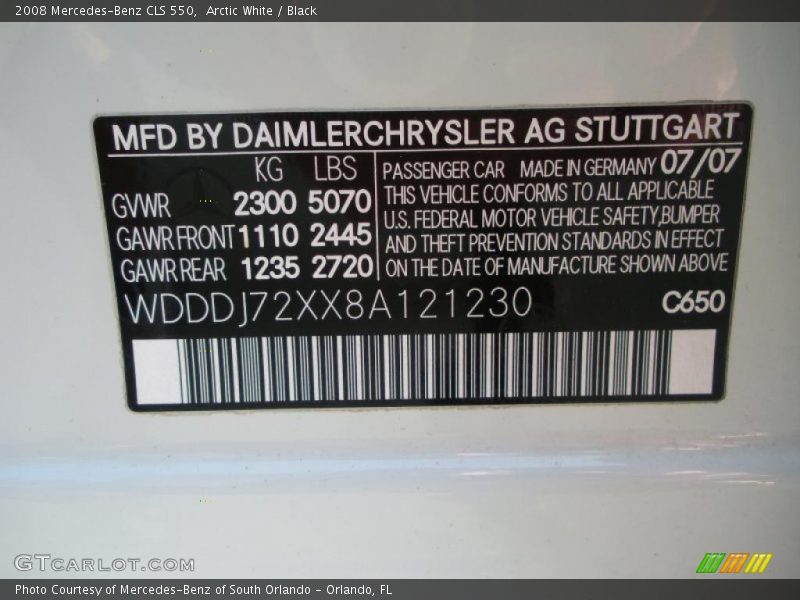 2008 Mercedes-Benz CLS 550, Arctic White / Black
MFD BY DAIMLERCHRYSLER AG STUTTGART
KG LBS
GVWR 2300 5070
GAWR FRONT 1110 2445
GAWR REAR 1235 2720
PASSENGER CAR MADE IN GERMANY 07/07
THIS VEHICLE CONFORMS TO ALL APPLICABLE
U.S. FEDERAL MOTOR VEHICLE SAFETY,BUMPER
AND THEFT PREVENTION STANDARDS IN EFFECT
ON THE DATE OF MANUFACTURE SHOWN ABOVE
WDDDJ72XX8A121230 C650
GTCARLOT.COM
Photo Courtesy of Mercedes-Benz of South Orlando - Orlando, FL